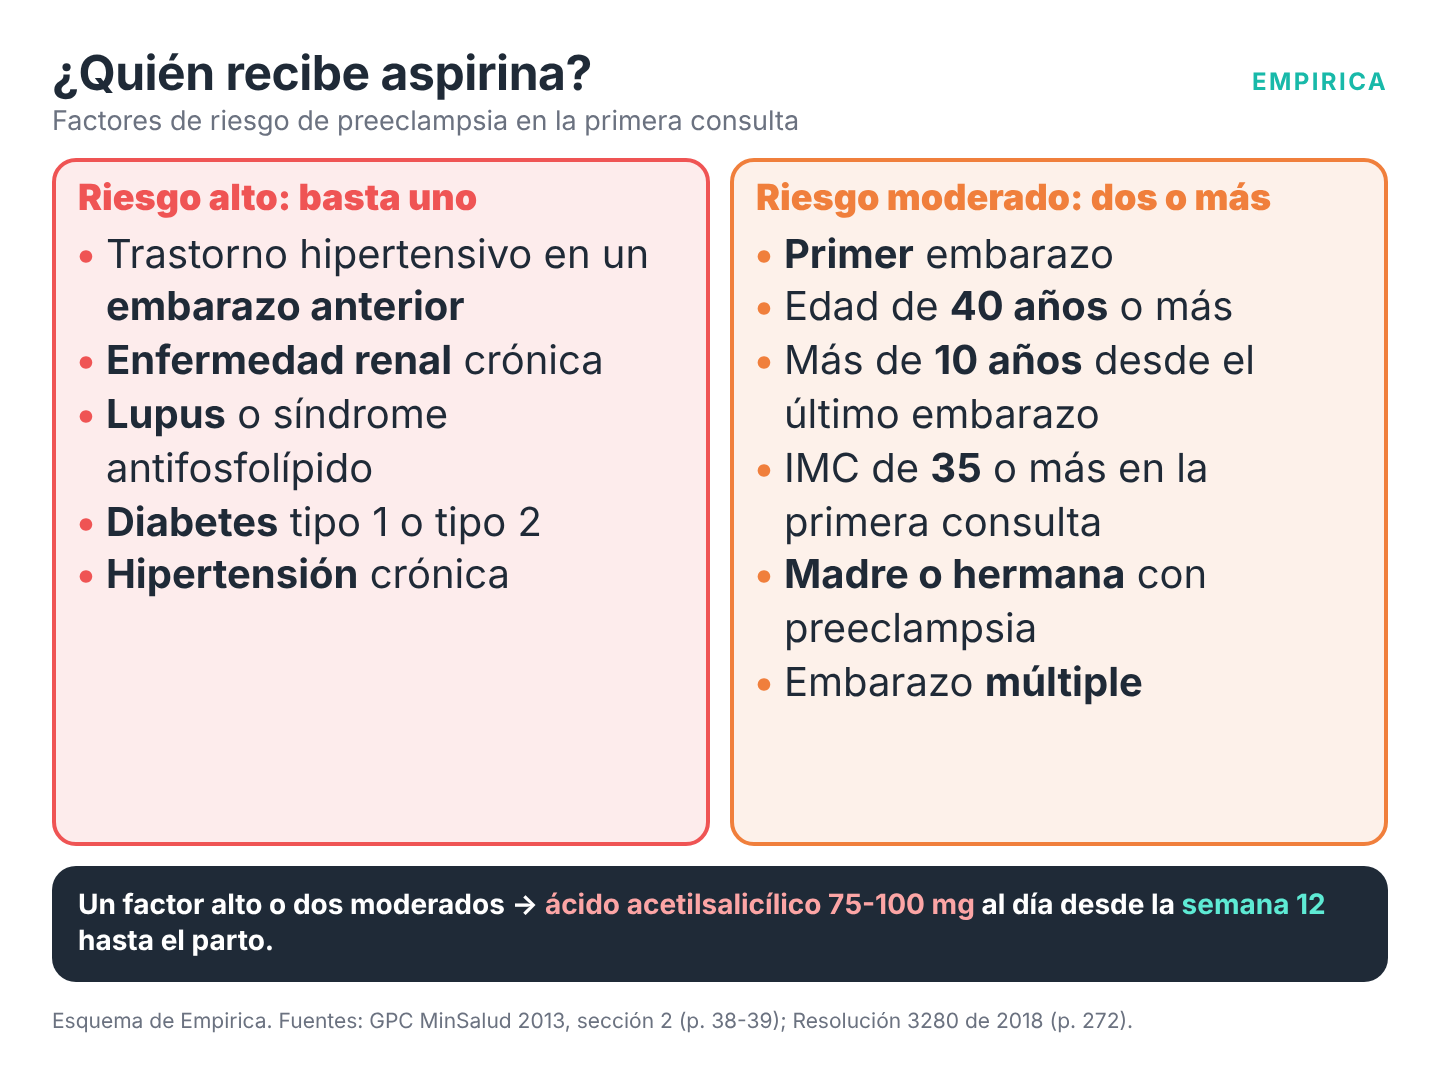 ¿Quién recibe aspirina?
EMPIRICA
Factores de riesgo de preeclampsia en la primera consulta
Riesgo alto: basta uno
• Trastorno hipertensivo en un
embarazo anterior
• Enfermedad renal crónica
• Lupus o síndrome
antifosfolípido
• Diabetes tipo 1 o tipo 2
• Hipertensión crónica
Riesgo moderado: dos o más
• Primer embarazo
• Edad de 40 años o más
• Más de 10 años desde el
último embarazo
• IMC de 35 o más en la
primera consulta
• Madre o hermana con
preeclampsia
• Embarazo múltiple
Un factor alto o dos moderados → ácido acetilsalicílico 75-100 mg al día desde la semana 12
hasta el parto.
Esquema de Empirica. Fuentes: GPC MinSalud 2013, sección 2 (p. 38-39); Resolución 3280 de 2018 (p. 272).